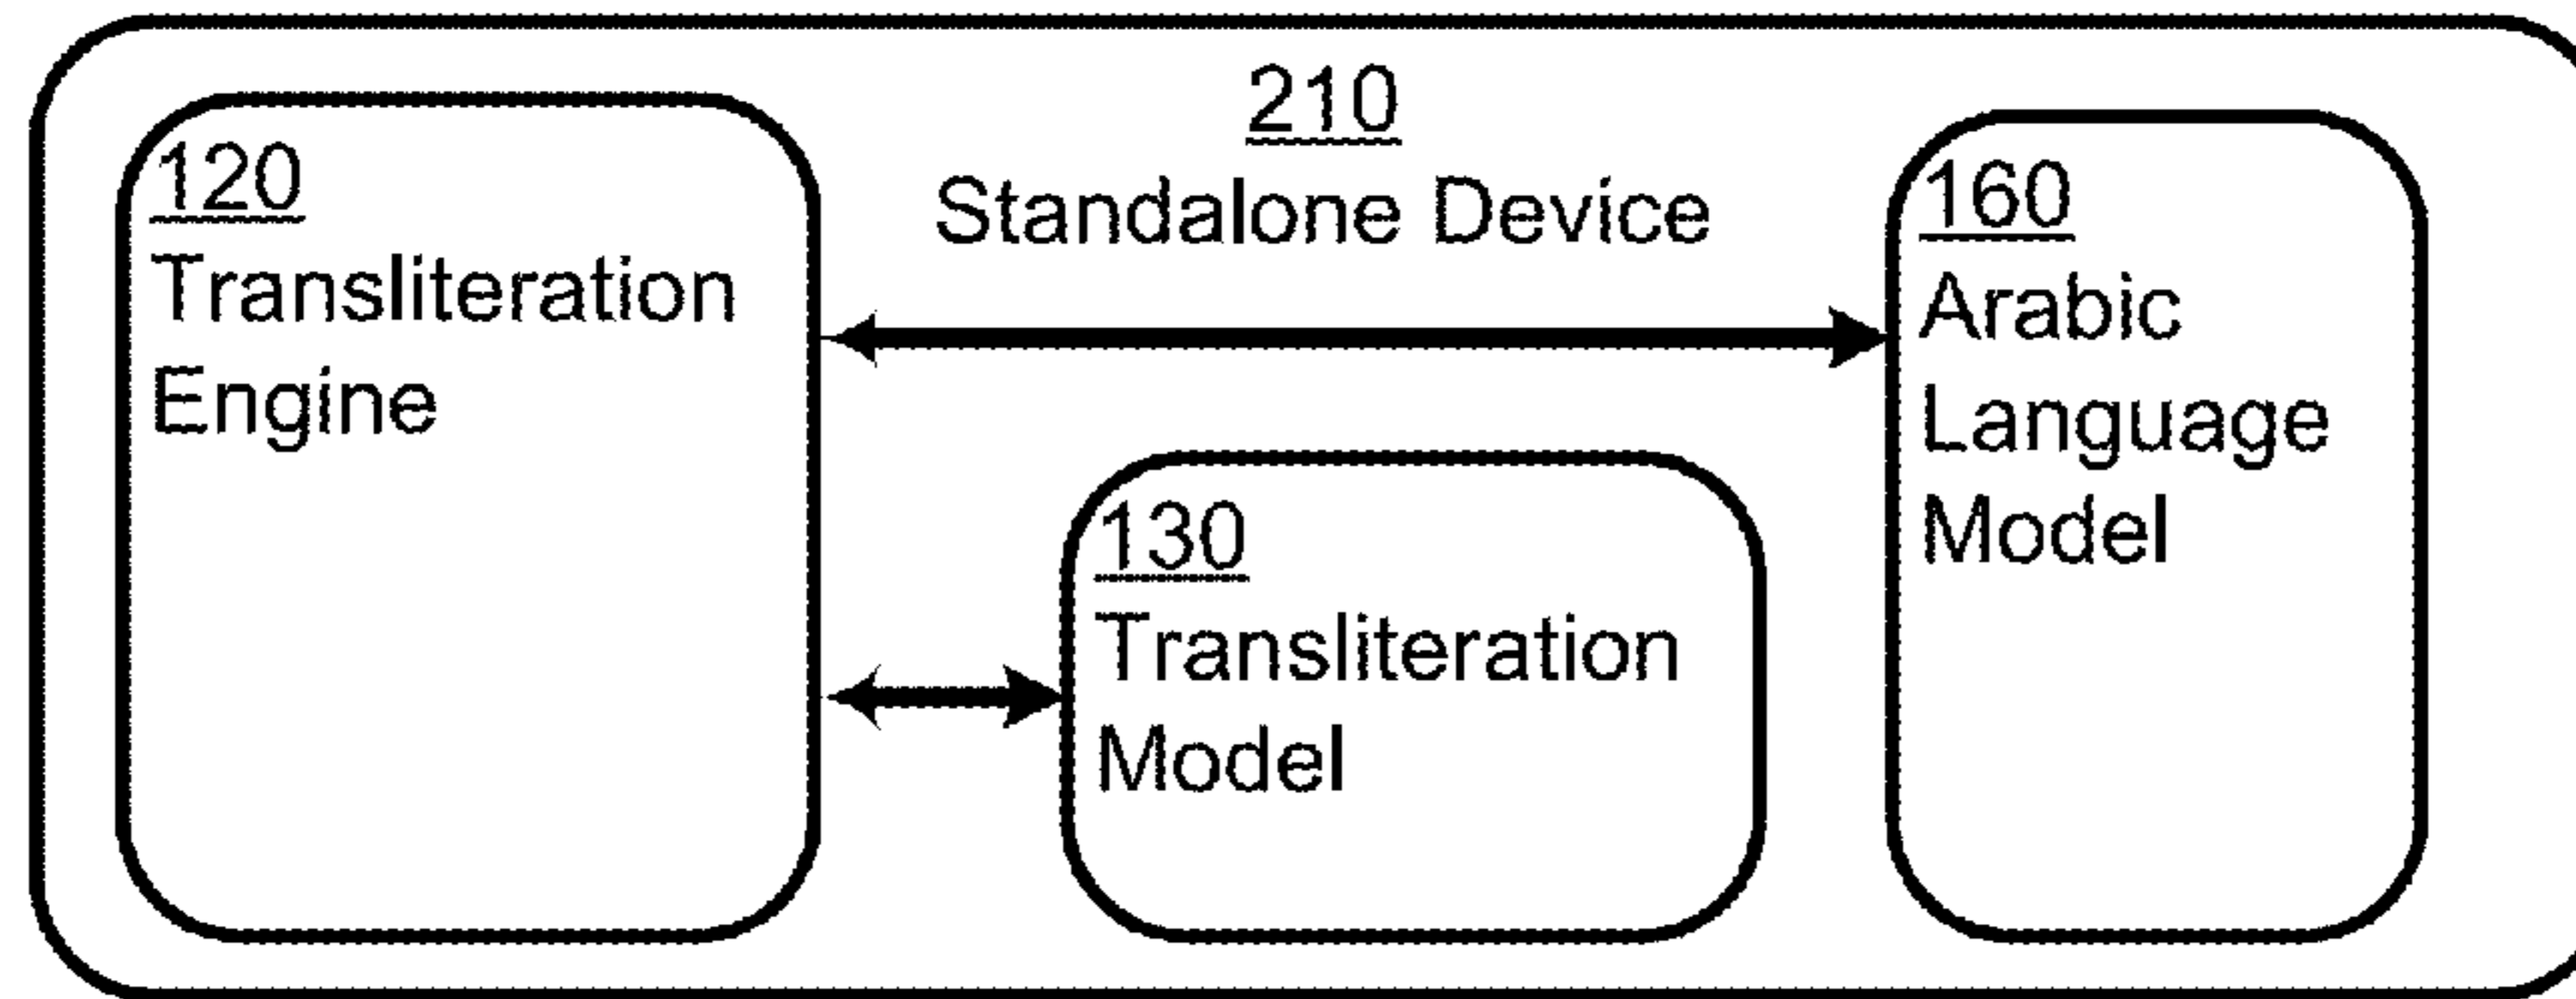 210
Standalone Device
120
Transliteration
Engine
130
Transliteration
Model
160
Arabic
Language
Model